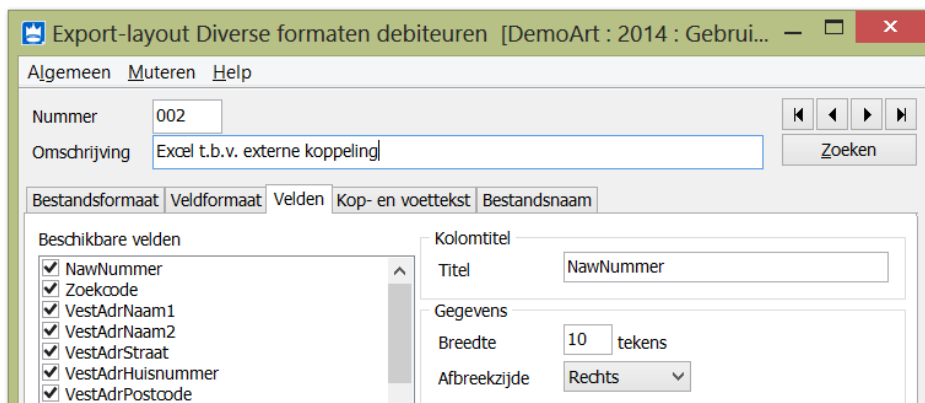 Export-layout Diverse formaten debiteuren [DemoArt : 2014 : Gebrui...
Algemeen Muteren Help
Nummer 002
Omschrijving Excel t.b.v. externe koppeling Zoeken
Bestandsformaat Veldformaat Velden Kop- en voettekst Bestandsnaam
Beschikbare velden
NawNummer
Zoekcode
VestAdrNaam1
VestAdrNaam2
VestAdrStraat
VestAdrHuisnummer
VestAdrPostcode
Kolomtitel
Titel NawNummer
Gegevens
Breedte 10 tekens
Afbreekzijde Rechts